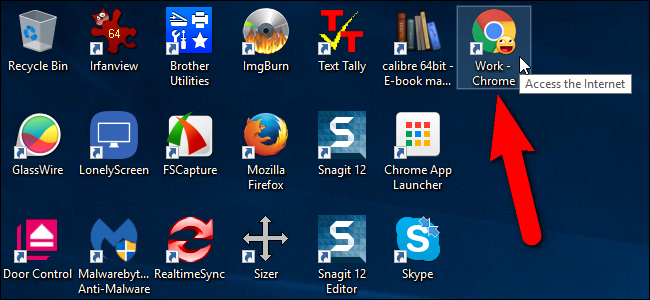 64
T
T
Recycle Bin
Irfanview
Brother
Utilities
ImgBurn
Text Tally
calibre 64bit -
E-book ma...
Work -
Chrome
Access the Internet
GlassWire
LonelyScreen
FSCapture
Mozilla
Firefox
S
Snagit 12
Chrome App
Launcher
Door Control
Malwarebyt...
Anti-Malware
RealtimeSync
Sizer
S
Snagit 12
Editor
S
Skype